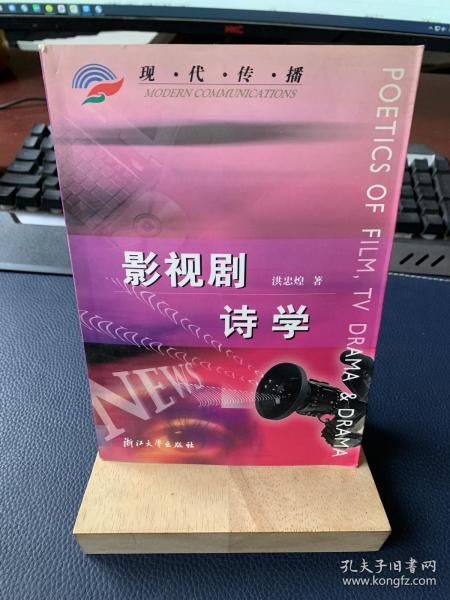 HKC
现·代·传·播
MODERN COMMUNICATIONS
POETICS OF FILM, TV DRAMA & DRAMA
影视剧
洪忠煌 著
诗学
NEWS
浙江大学出版社
孔夫子旧书网
www.kongfz.com